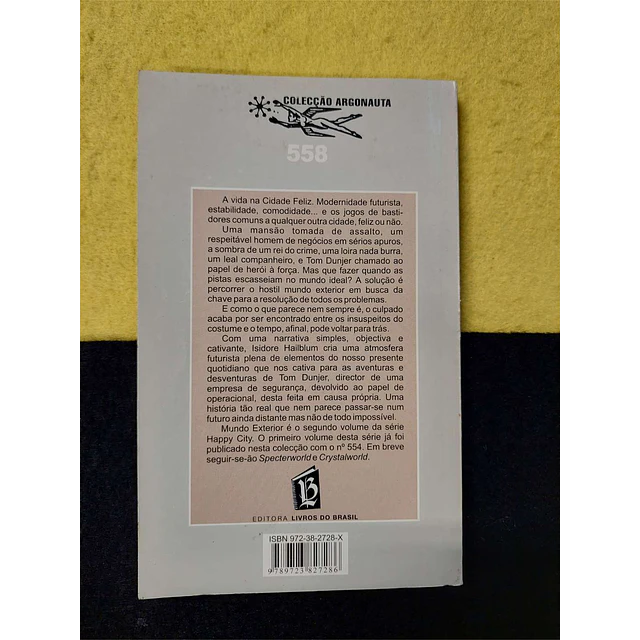 COLECÇÃO ARGONAUTA
558
A vida na Cidade Feliz. Modernidade futurista,
estabilidade, comodidade... e os jogos de basti-
dores comuns a qualquer outra cidade, feliz ou não.
Uma mansão tomada de assalto, um
respeitável homem de negócios em sérios apuros,
a sombra de um rei do crime, uma loira nada burra,
um leal companheiro, e Tom Dunjer chamado ao
papel de herói à força. Mas que fazer quando as
pistas escasseiam no mundo ideal? A solução é
percorrer o hostil mundo exterior em busca da
chave para a resolução de todos os problemas.
E como o que parece nem sempre é, o culpado
acaba por ser encontrado entre os insuspeitos do
costume e o tempo, afinal, pode voltar para trás.
Com uma narrativa simples, objectiva e
cativante, Isidore Hailblum cria uma atmosfera
futurista plena de elementos do nosso presente
quotidiano que nos cativa para as aventuras e
desventuras de Tom Dunjer, director de uma
empresa de segurança, devolvido ao papel de
operacional, desta feita em causa própria. Uma
história tão real que nem parece passar-se num
futuro ainda distante mas não de todo impossível.
Mundo Exterior é o segundo volume da série
Happy City. O primeiro volume desta série já foi
publicado nesta colecção com o nº 554. Em breve
seguir-se-ão Specterworld e Crystalworld.
LB
EDITORA LIVROS DO BRASIL
ISBN 972-38-2728-X
9 789723 827286